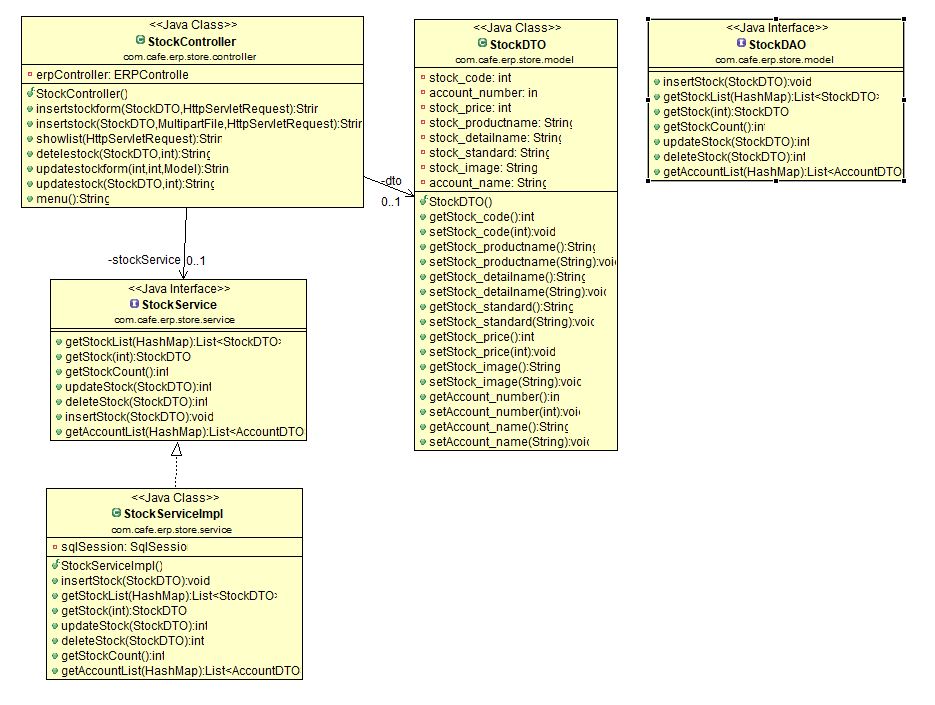 <<Java Class>>
StockController
com.cafe.erp.store.controller
erpController: ERPControlle
StockController()
insertstockform(StockDTO,HttpServletRequest):Strir
insertstock(StockDTO,MultipartFile,HttpServletRequest):Strir
showlist(HttpServletRequest):Strin
detelestock(StockDTO,int):String
updatestockform(int,int,Model):Strin
updatestock(StockDTO,int):String
menu():String
-stockService 0..1
-dto
0..1
<<Java Interface>>
StockService
com.cafe.erp.store.service
getStockList(HashMap):List<StockDTO>
getStock(int):StockDTO
getStockCount():int
updateStock(StockDTO):int
deleteStock(StockDTO):int
insertStock(StockDTO):void
getAccountList(HashMap):List<AccountDTO
<<Java Class>>
StockServiceImpl
com.cafe.erp.store.service
sqlSession: SqlSessio
StockServiceImpl()
insertStock(StockDTO):void
getStockList(HashMap):List<StockDTO>
getStock(int):StockDTO
updateStock(StockDTO):int
deleteStock(StockDTO):int
getStockCount():int
getAccountList(HashMap):List<AccountDTO
<<Java Class>>
StockDTO
com.cafe.erp.store.model
stock_code: int
account_number: in
stock_price: int
stock_productname: String
stock_detailname: String
stock_standard: String
stock_image: String
account_name: String
StockDTO()
getStock_code():int
setStock_code(int):void
getStock_productname():String
setStock_productname(String):void
getStock_detailname():String
setStock_detailname(String):void
getStock_standard():String
setStock_standard(String):void
getStock_price():int
setStock_price(int):void
getStock_image():String
setStock_image(String):void
getAccount_number():in
setAccount_number(int):void
getAccount_name():String
setAccount_name(String):void
<<Java Interface>>
StockDAO
com.cafe.erp.store.model
insertStock(StockDTO):void
getStockList(HashMap):List<StockDTO>
getStock(int):StockDTO
getStockCount():int
updateStock(StockDTO):int
deleteStock(StockDTO):int
getAccountList(HashMap):List<AccountDTO